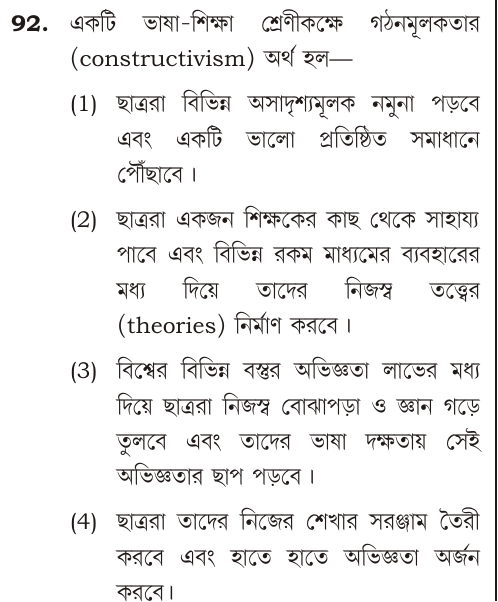 92. একটি ভাষা-শিক্ষা শ্রেণীকক্ষে গঠনমূলকতার
(constructivism) অর্থ হল—
(1) ছাত্ররা বিভিন্ন অসাদৃশ্যমূলক নমুনা পড়বে
এবং একটি ভালো প্রতিষ্ঠিত সমাধানে
পৌঁছাবে।
(2) ছাত্ররা একজন শিক্ষকের কাছ থেকে সাহায্য
পাবে এবং বিভিন্ন রকম মাধ্যমের ব্যবহারের
মধ্য দিয়ে তাদের নিজস্ব তত্ত্বের
(theories) নির্মাণ করবে।
(3) বিশ্বের বিভিন্ন বস্তুর অভিজ্ঞতা লাভের মধ্য
দিয়ে ছাত্ররা নিজস্ব বোঝাপড়া ও জ্ঞান গড়ে
তুলবে এবং তাদের ভাষা দক্ষতায় সেই
অভিজ্ঞতার ছাপ পড়বে।
(4) ছাত্ররা তাদের নিজের শেখার সরঞ্জাম তৈরী
করবে এবং হাতে হাতে অভিজ্ঞতা অর্জন
করবে।